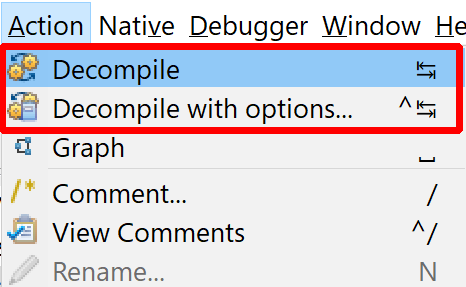 Action Native Debugger Window He
Decompile ↹
Decompile with options... ^↹
Graph ␣
Comment... /
View Comments ^/
Rename... N